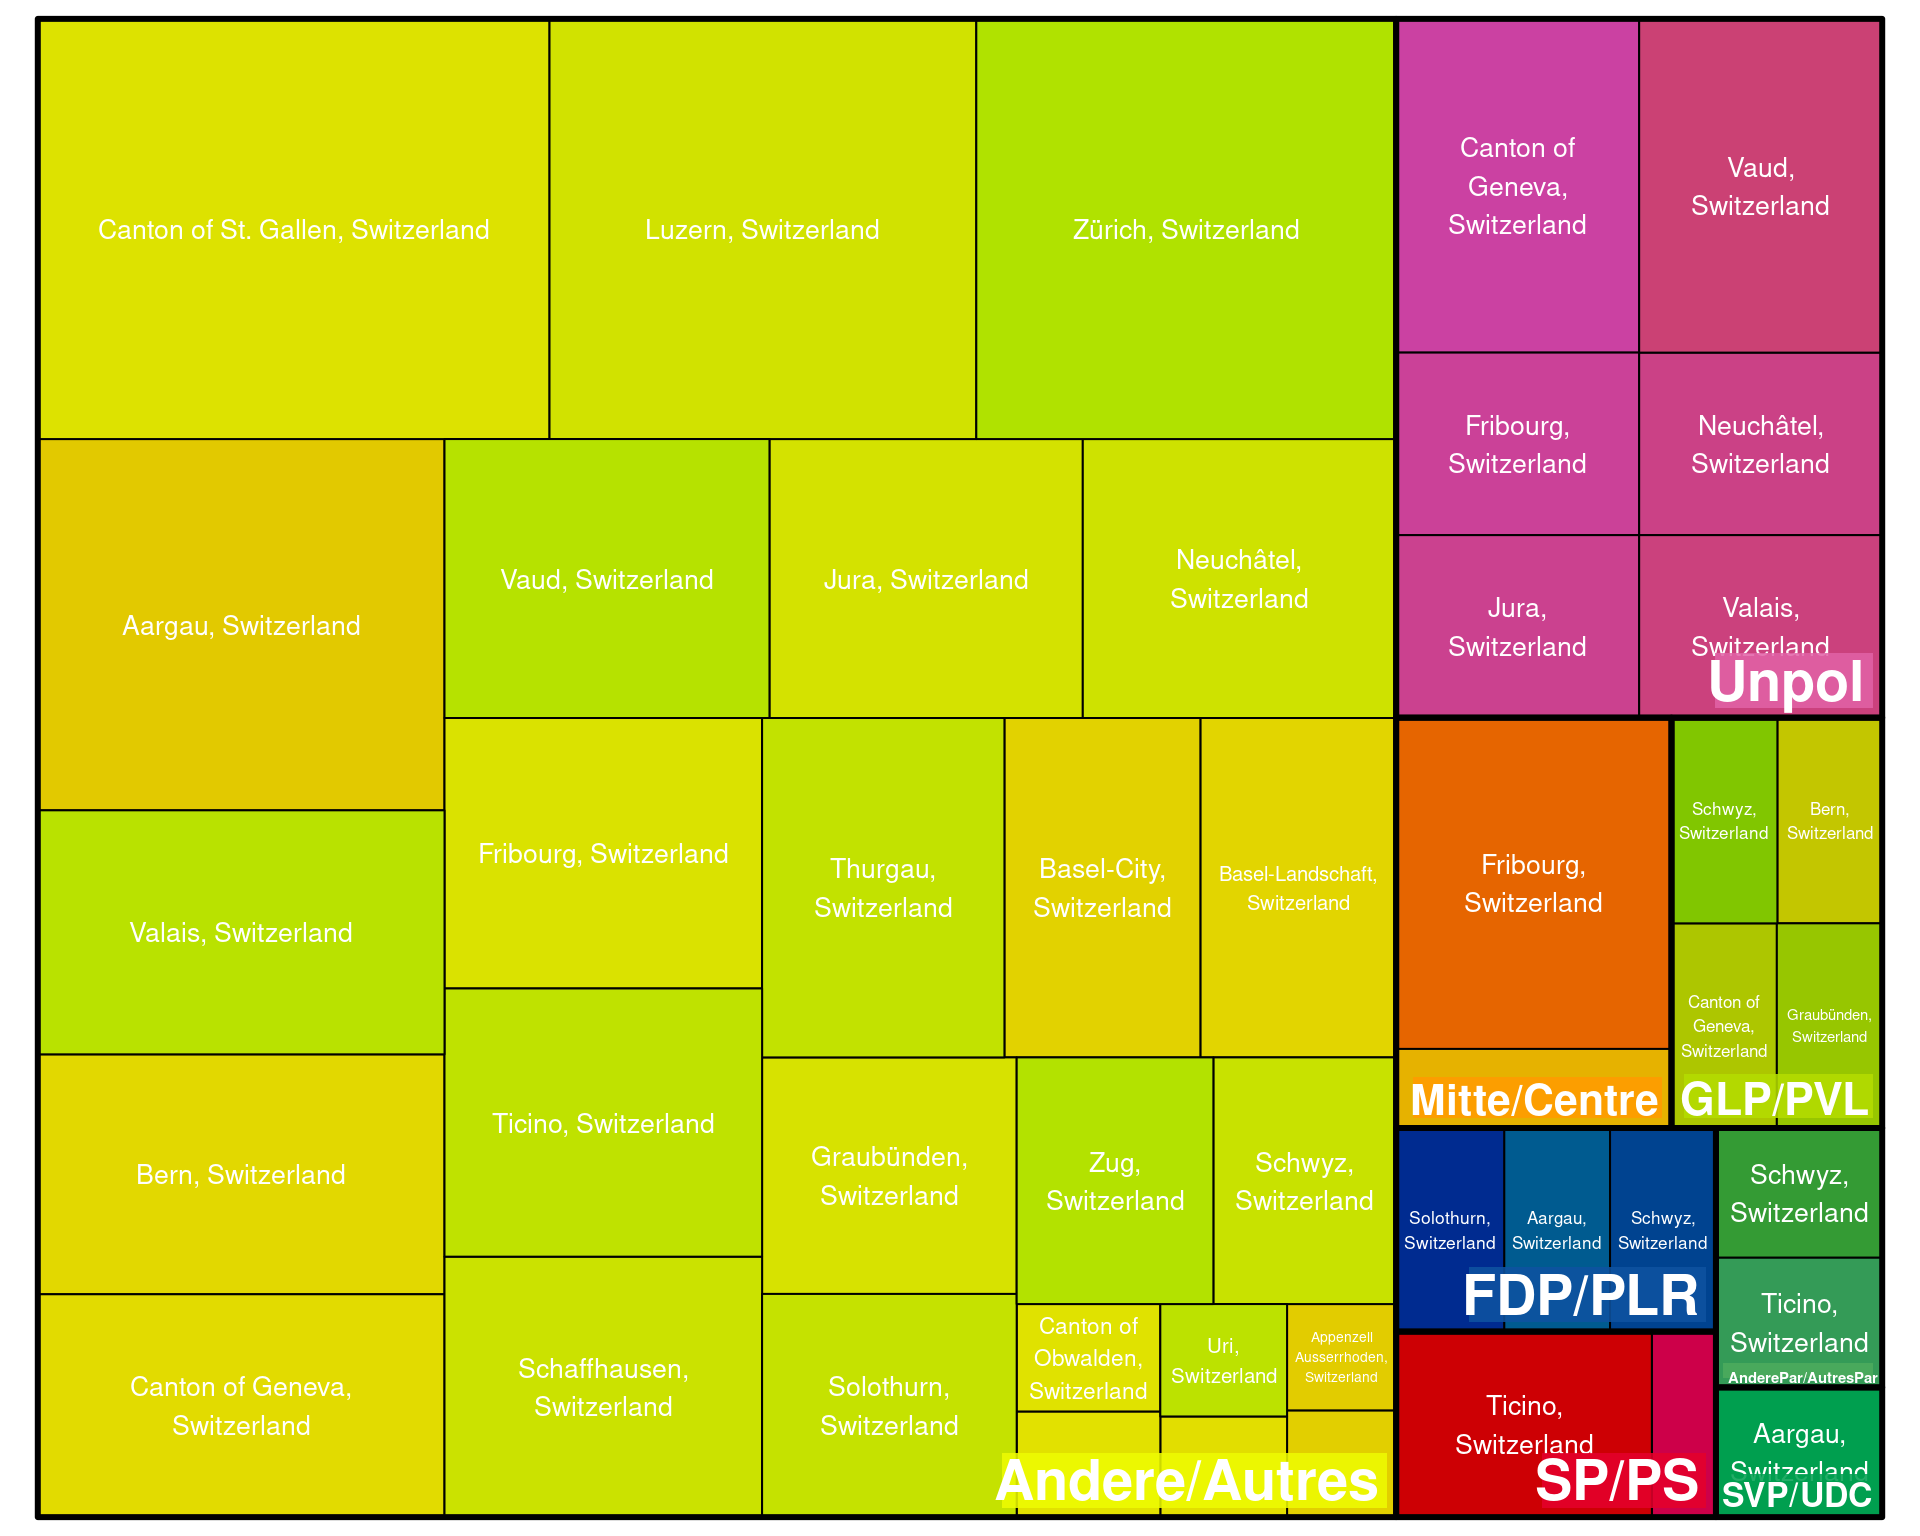 Canton of St. Gallen, Switzerland
Luzern, Switzerland
Zürich, Switzerland
Aargau, Switzerland
Vaud, Switzerland
Jura, Switzerland
Neuchâtel,
Switzerland
Valais, Switzerland
Fribourg, Switzerland
Thurgau,
Switzerland
Basel-City,
Switzerland
Basel-Landschaft,
Switzerland
Bern, Switzerland
Ticino, Switzerland
Graubünden,
Switzerland
Zug,
Switzerland
Schwyz,
Switzerland
Canton of Geneva,
Switzerland
Schaffhausen,
Switzerland
Solothurn,
Switzerland
Canton of
Obwalden,
Switzerland
Uri,
Switzerland
Appenzell
Ausserrhoden,
Switzerland
Andere/Autres
Canton of
Geneva,
Switzerland
Vaud,
Switzerland
Fribourg,
Switzerland
Neuchâtel,
Switzerland
Jura,
Switzerland
Valais,
Switzerland
Unpol
Fribourg,
Switzerland
Mitte/Centre
Schwyz,
Switzerland
Bern,
Switzerland
Canton of
Geneva,
Switzerland
Graubünden,
Switzerland
GLP/PVL
Solothurn,
Switzerland
Aargau,
Switzerland
Schwyz,
Switzerland
FDP/PLR
Schwyz,
Switzerland
Ticino,
Switzerland
AnderePar/AutresPar
Ticino,
Switzerland
SP/PS
Aargau,
Switzerland
SVP/UDC